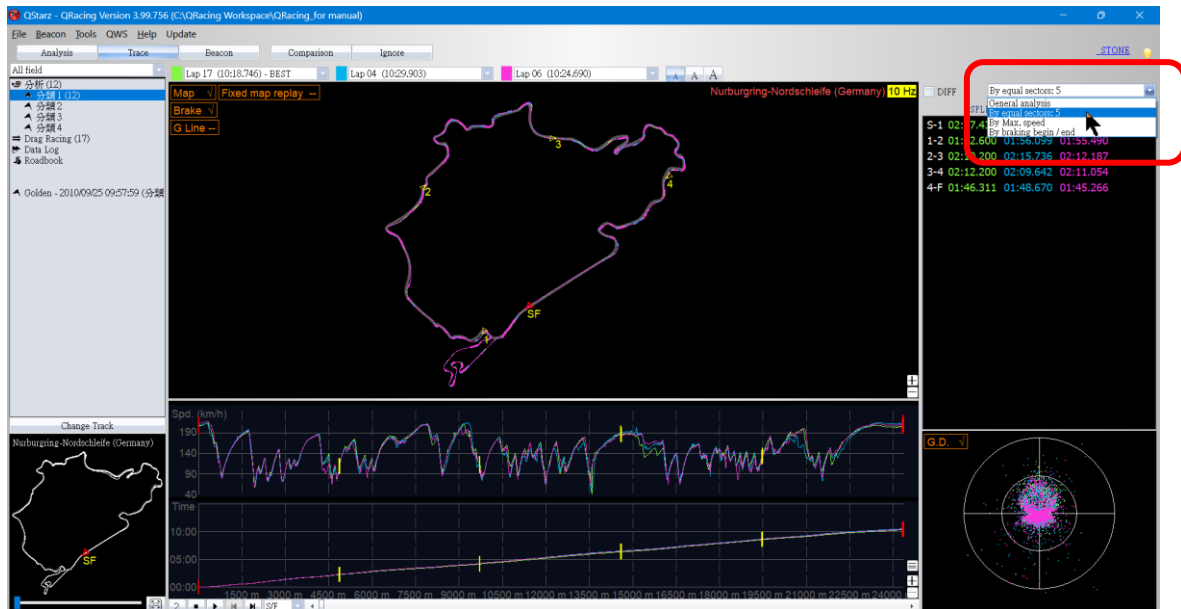 QStarz - QRacing Version 3.99.756 (C:\QRacing Workspace\QRacing_for manual)
File Beacon Tools QWS Help Update
Analysis Trace Beacon Comparison Ignore STONE
All field
Lap 17 (10:18.746) - BEST Lap 04 (10:29.903) Lap 06 (10:24.690) A A A
分析 (12)
分類1 (12)
分類2
分類3
分類4
Drag Racing (17)
Data Log
Roadbook
Golden - 2010/09/25 09:57:59 (分類
Change Track
Nurburgring-Nordschleife (Germany)
SF
Map √ Fixed map replay --
Brake √
G Line --
Nurburgring-Nordschleife (Germany) 10 Hz
3
4
2
SF
1
Spd. (km/h)
190
140
90
40
Time
10:00
05:00
00:00
1500 m 3000 m 4500 m 6000 m 7500 m 9000 m 10500 m 12000 m 13500 m 15000 m 16500 m 18000 m 19500 m 21000 m 22500 m 24000
2 S/F
DIFF By equal sectors: 5
General analysis
By equal sectors: 5
By Max. speed
By braking begin / end
SPL
S-1 02:
1-2 01:56.099 01:55.490
2-3 02:15.736 02:12.187
3-4 02:12.200 02:09.642 02:11.054
4-F 01:46.311 01:48.670 01:45.266
G.D. √